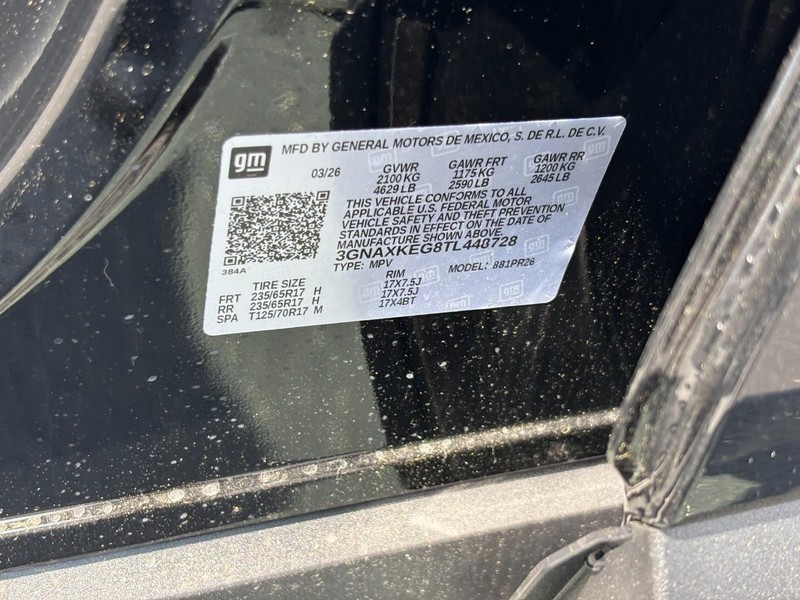 gm
MFD BY GENERAL MOTORS DE MEXICO, S. DE R.L. DE C.V.
03/26 GVWR GAWR FRT GAWR RR
2100 KG 1175 KG 1200 KG
4629 LB 2590 LB 2645 LB
THIS VEHICLE CONFORMS TO ALL
APPLICABLE U.S. FEDERAL MOTOR
VEHICLE SAFETY AND THEFT PREVENTION
STANDARDS IN EFFECT ON THE DATE OF
MANUFACTURE SHOWN ABOVE.
3GNAXKEG8TL448728
TYPE: MPV MODEL: 881PR26
384A
TIRE SIZE RIM
FRT 235/65R17 H 17X7.5J
RR 235/65R17 H 17X7.5J
SPA T125/70R17 M 17X4BT